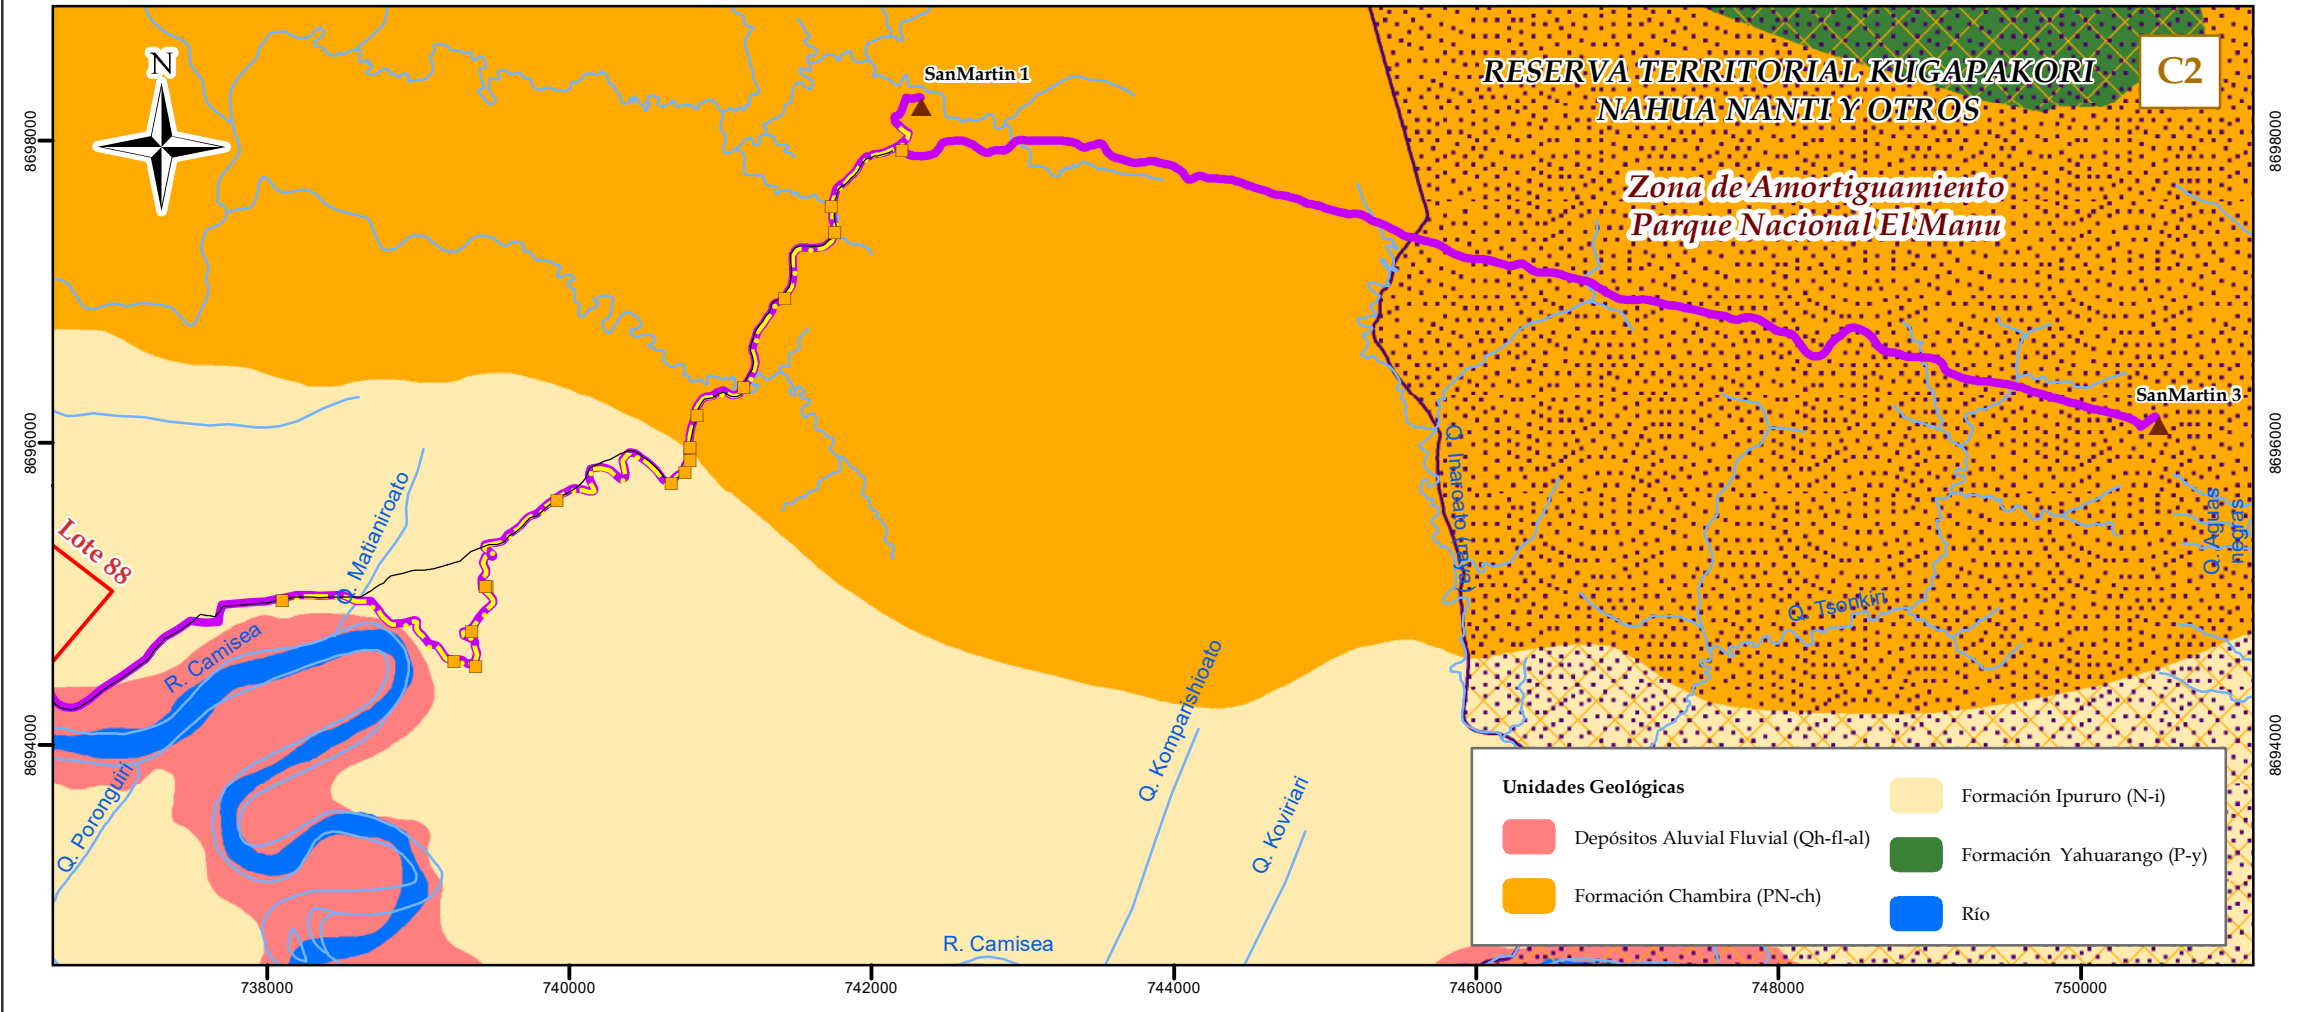 N
SanMartin 1
RESERVA TERRITORIAL KUGAPAKORI
NAHUA NANTI Y OTROS
C2
Zona de Amortiguamiento
Parque Nacional El Manu
SanMartin 3
8698000
8698000
8696000
8696000
8694000
8694000
Lote 88
Q. Matianiroato
R. Camisea
Q. Poronguiri
Q. Inaroato (raya)
Q. Tsonkiri
Q. Aguas
negras
Q. Komparishioato
Q. Koviriari
R. Camisea
Unidades Geológicas
Depósitos Aluvial Fluvial (Qh-fl-al)
Formación Chambira (PN-ch)
Formación Ipururo (N-i)
Formación Yahuarango (P-y)
Río
738000
740000
742000
744000
746000
748000
750000